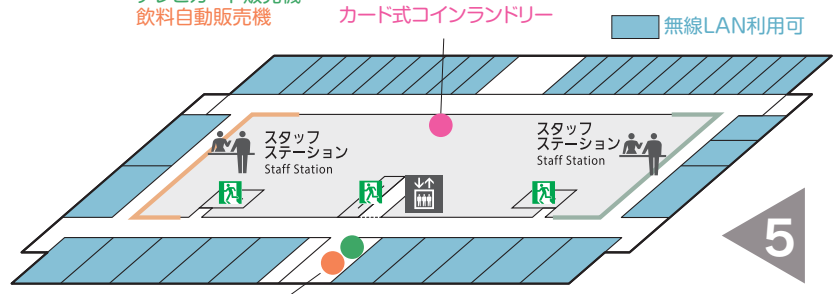 飲料自動販売機
カード式コインランドリー
無線LAN利用可
スタッフ
ステーション
Staff Station
スタッフ
ステーション
Staff Station
5